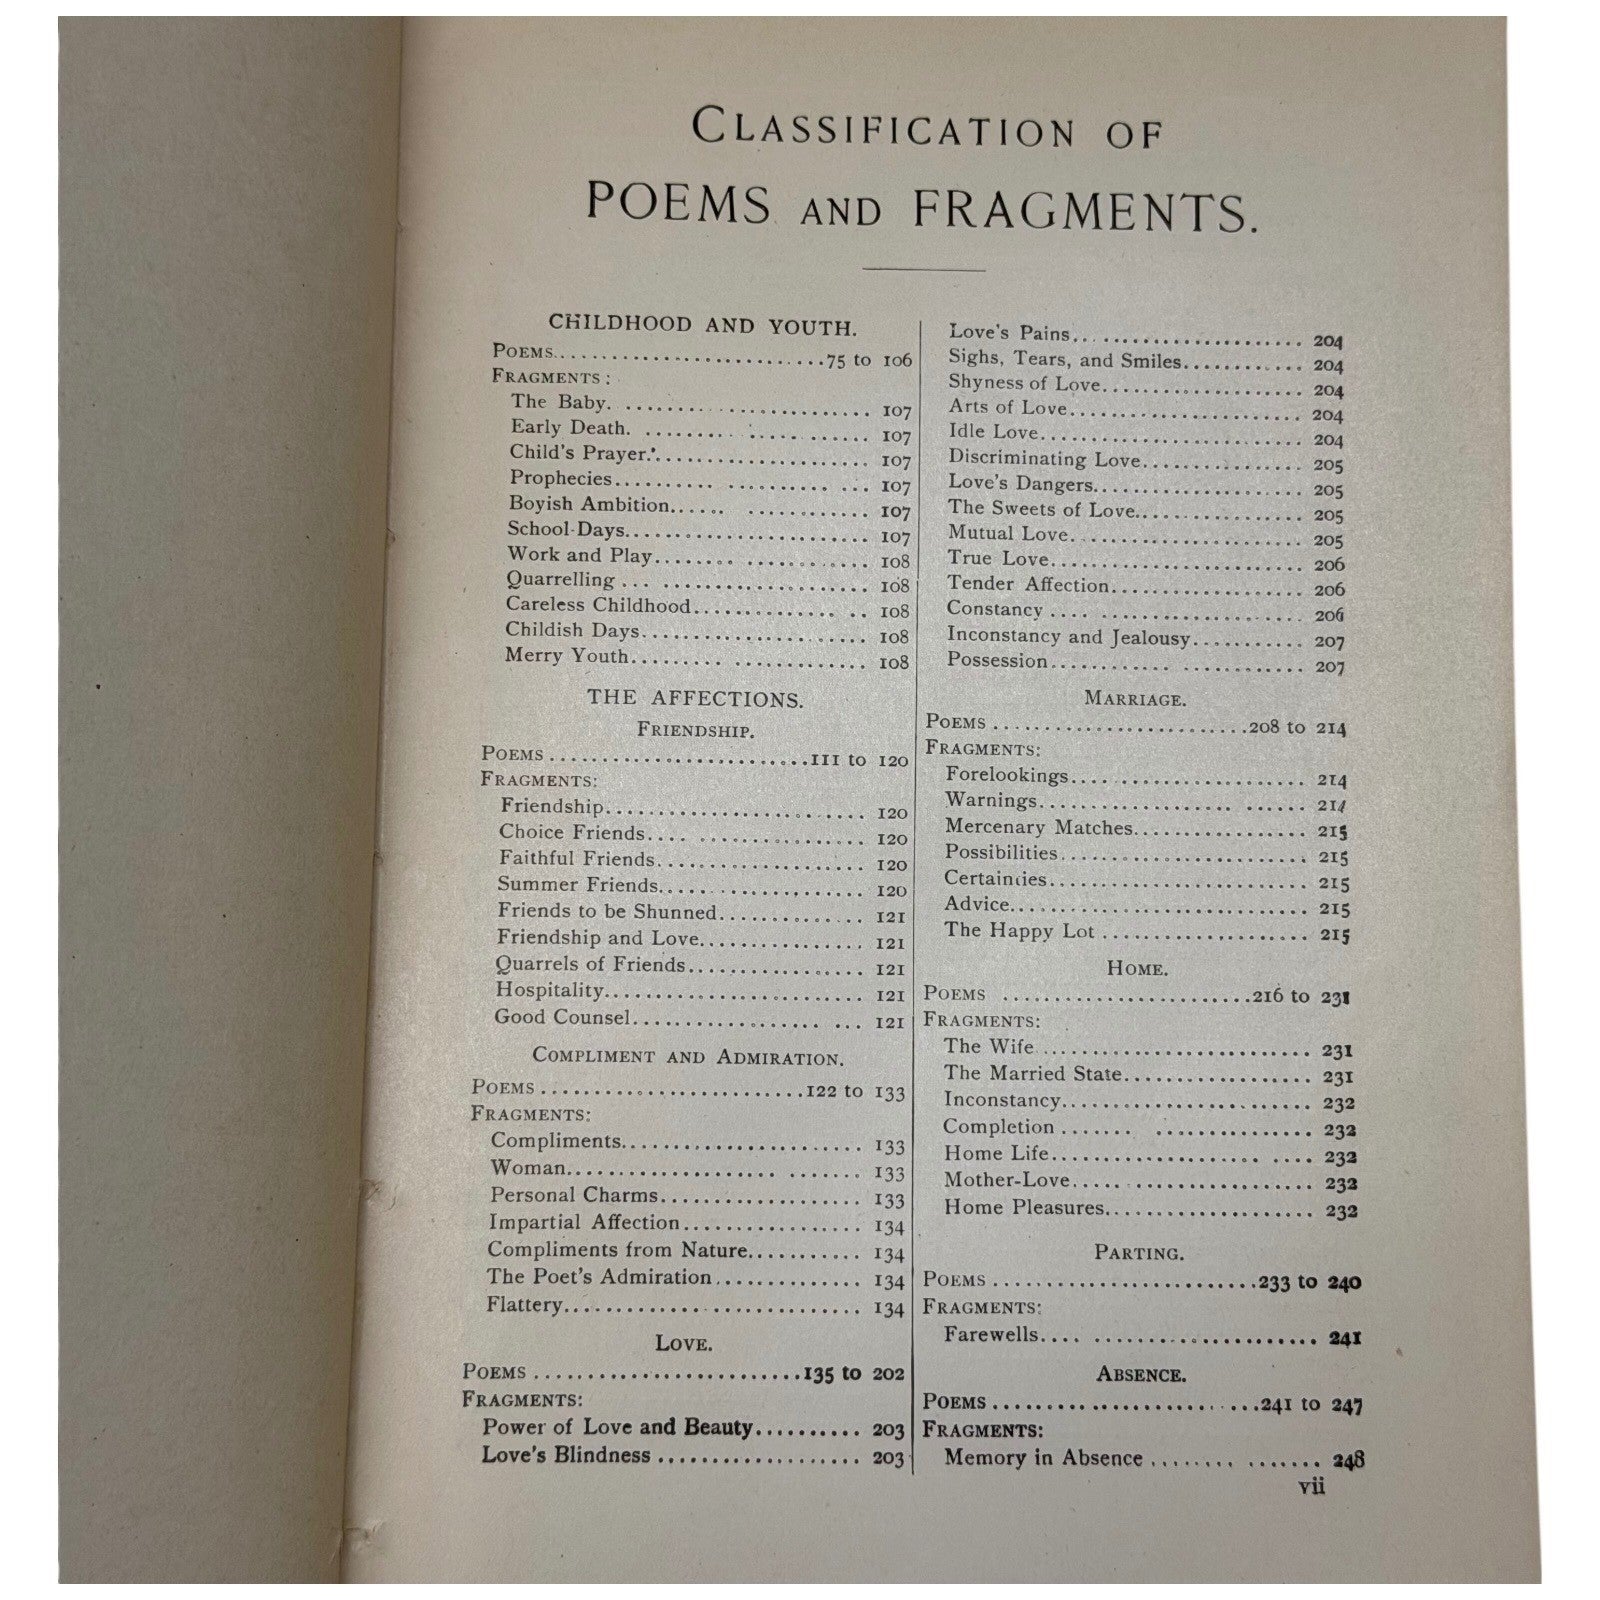 CLASSIFICATION OF
POEMS AND FRAGMENTS.
CHILDHOOD AND YOUTH.
POEMS..........................75 to 106
FRAGMENTS:
The Baby. ........................ 107
Early Death. ...................... 107
Child's Prayer..................... 107
Prophecies.......... .......... ... 107
Boyish Ambition...... ............ 107
School-Days........................ 107
Work and Play......... ........... 108
Quarrelling ... .................... 108
Careless Childhood.............. .. 108
Childish Days...................... 108
Merry Youth......... ............. 108
THE AFFECTIONS.
FRIENDSHIP.
POEMS .........................111 to 120
FRAGMENTS:
Friendship......................... 120
Choice Friends.... ................ 120
Faithful Friends.................... 120
Summer Friends.................... 120
Friends to be Shunned.............. 121
Friendship and Love................ 121
Quarrels of Friends................. 121
Hospitality......................... 121
Good Counsel.................. ... 121
COMPLIMENT AND ADMIRATION.
POEMS .........................122 to 133
FRAGMENTS:
Compliments....................... 133
Woman..................... ....... 133
Personal Charms.................... 133
Impartial Affection................. 134
Compliments from Nature........... 134
The Poet's Admiration.............. 134
Flattery............................ 134
LOVE.
POEMS ..........................135 to 202
FRAGMENTS:
Power of Love and Beauty.......... 203
Love's Blindness .................... 203
Love's Pains....................... 204
Sighs, Tears, and Smiles............ 204
Shyness of Love.................... 204
Arts of Love....................... 204
Idle Love.......................... 204
Discriminating Love................ 205
Love's Dangers..................... 205
The Sweets of Love................. 205
Mutual Love....................... 205
True Love......................... 206
Tender Affection................... 206
Constancy .... .................... 206
Inconstancy and Jealousy........... 207
Possession............ ............ 207
MARRIAGE.
POEMS .........................208 to 214
FRAGMENTS:
Forelookings....................... 214
Warnings................... ...... 214
Mercenary Matches................. 215
Possibilities........................ 215
Certainties......................... 215
Advice............................. 215
The Happy Lot .................... 215
HOME.
POEMS ........................216 to 231
FRAGMENTS:
The Wife .......................... 231
The Married State.................. 231
Inconstancy........................ 232
Completion ....... ............... 232
Home Life.................... .... 232
Mother-Love....................... 232
Home Pleasures.................... 232
PARTING.
POEMS ..........................233 to 240
FRAGMENTS:
Farewells.... ...................... 241
ABSENCE.
POEMS ..........................241 to 247
FRAGMENTS:
Memory in Absence ........ ....... 248
vii